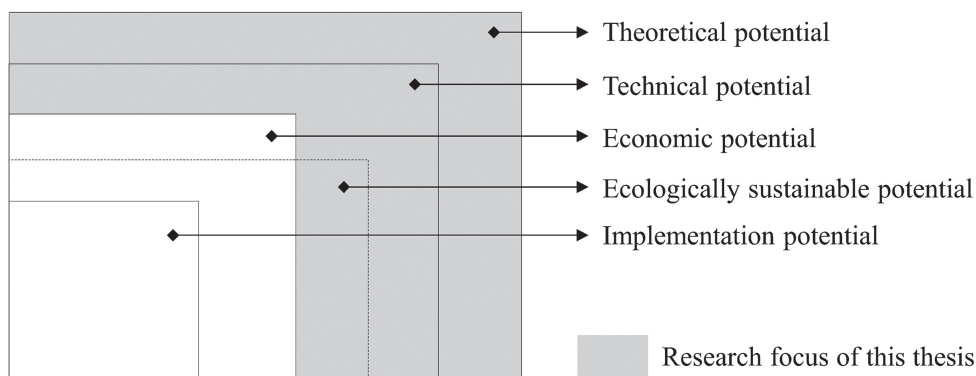 Theoretical potential
Technical potential
Economic potential
Ecologically sustainable potential
Implementation potential
Research focus of this thesis